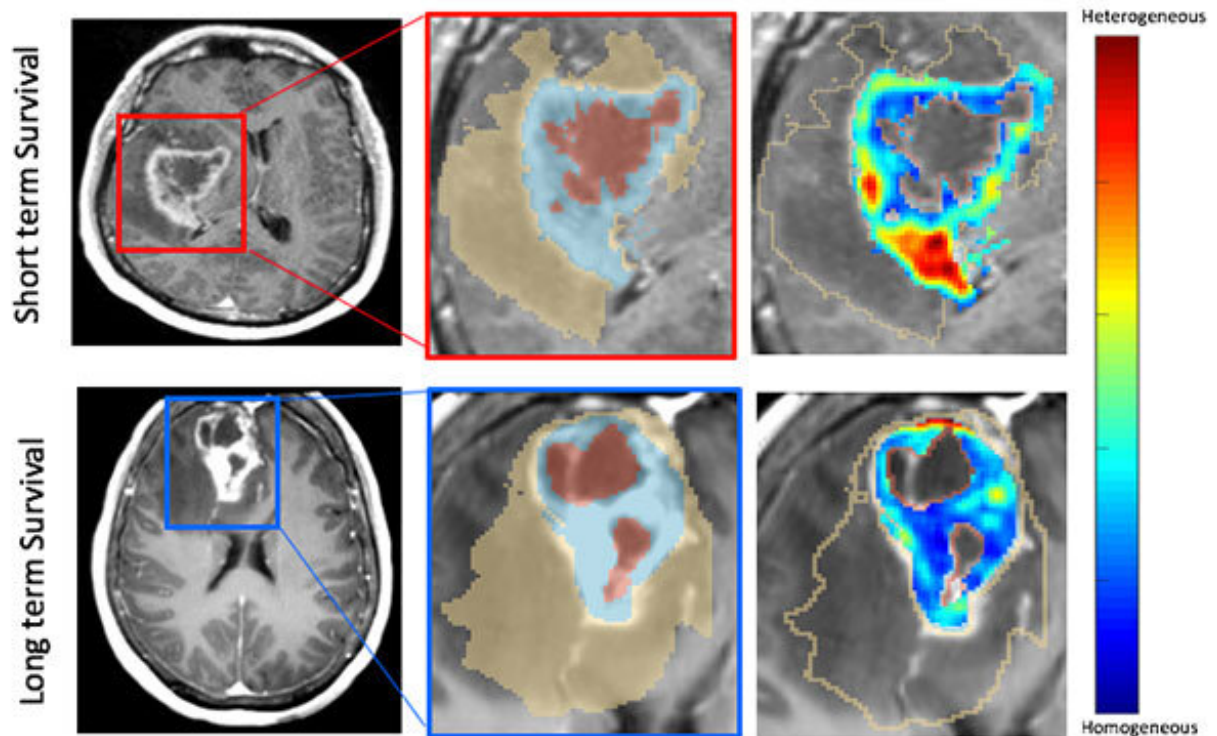 Heterogeneous
Short term Survival
Long term Survival
Homogeneous